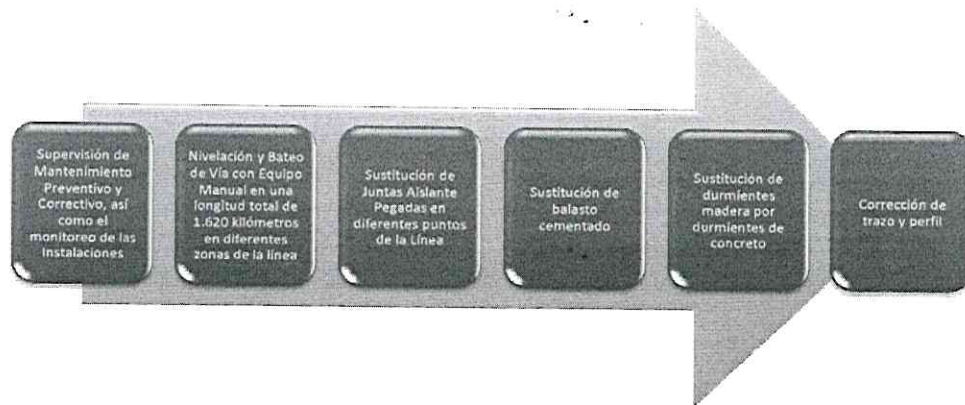 Supervisión de
Mantenimiento
Preventivo y
Correctivo, así
como el
monitoreo de las
Instalaciones
Nivelación y Bateo
de Vía con Equipo
Manual en una
longitud total de
1.620 kilómetros
en diferentes
zonas de la línea
Sustitución de
Juntas Aislante
Pegadas en
diferentes puntos
de la Línea
Sustitución de
balasto
cementado
Sustitución de
durmientes
madera por
durmientes de
concreto
Corrección de
trazo y perfil